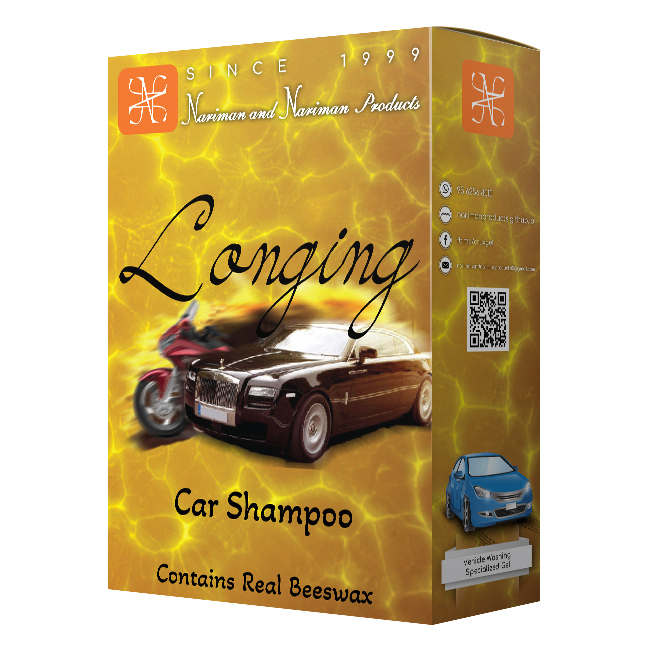 SINCE 1999
Nariman and Nariman Products
Longing
Car Shampoo
Contains Real Beeswax
Vehicle Washing
Specialized Gel